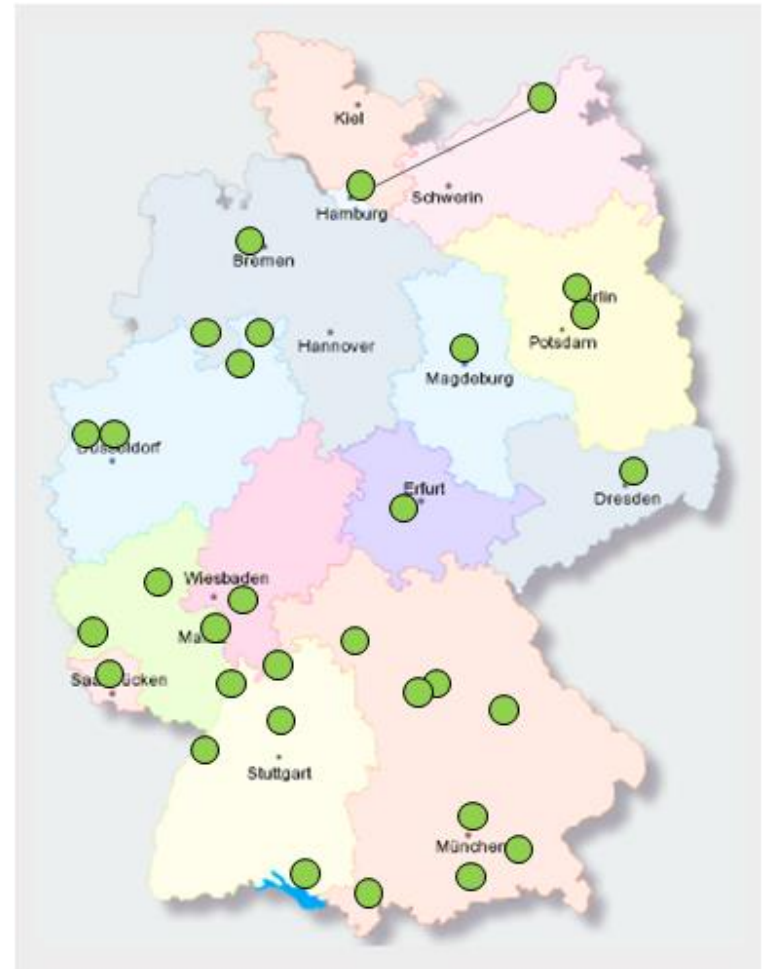 Kiel
Schwerin
Hamburg
Bremen
Hannover
Potsdam
Magdeburg
Erfurt
Dresden
Wiesbaden
Stuttgart